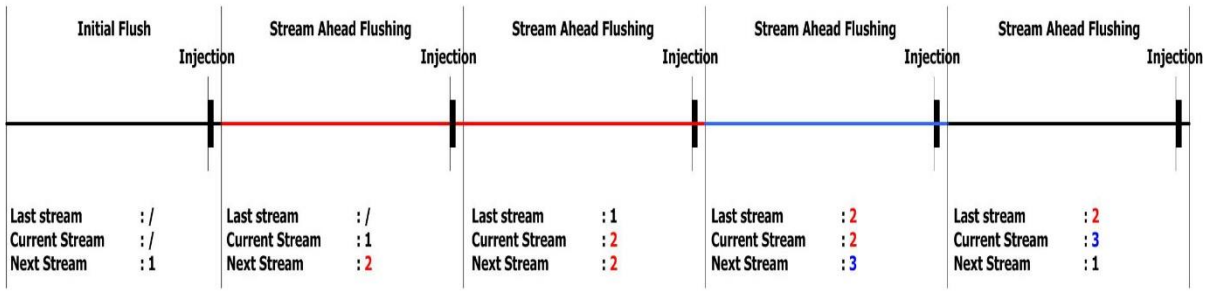 Initial Flush
Injection
Last stream : /
Current Stream : /
Next Stream : 1
Stream Ahead Flushing
Injection
Last stream : /
Current Stream : 1
Next Stream : 2
Stream Ahead Flushing
Injection
Last stream : 1
Current Stream : 2
Next Stream : 2
Stream Ahead Flushing
Injection
Last stream : 2
Current Stream : 2
Next Stream : 3
Stream Ahead Flushing
Injection
Last stream : 2
Current Stream : 3
Next Stream : 1